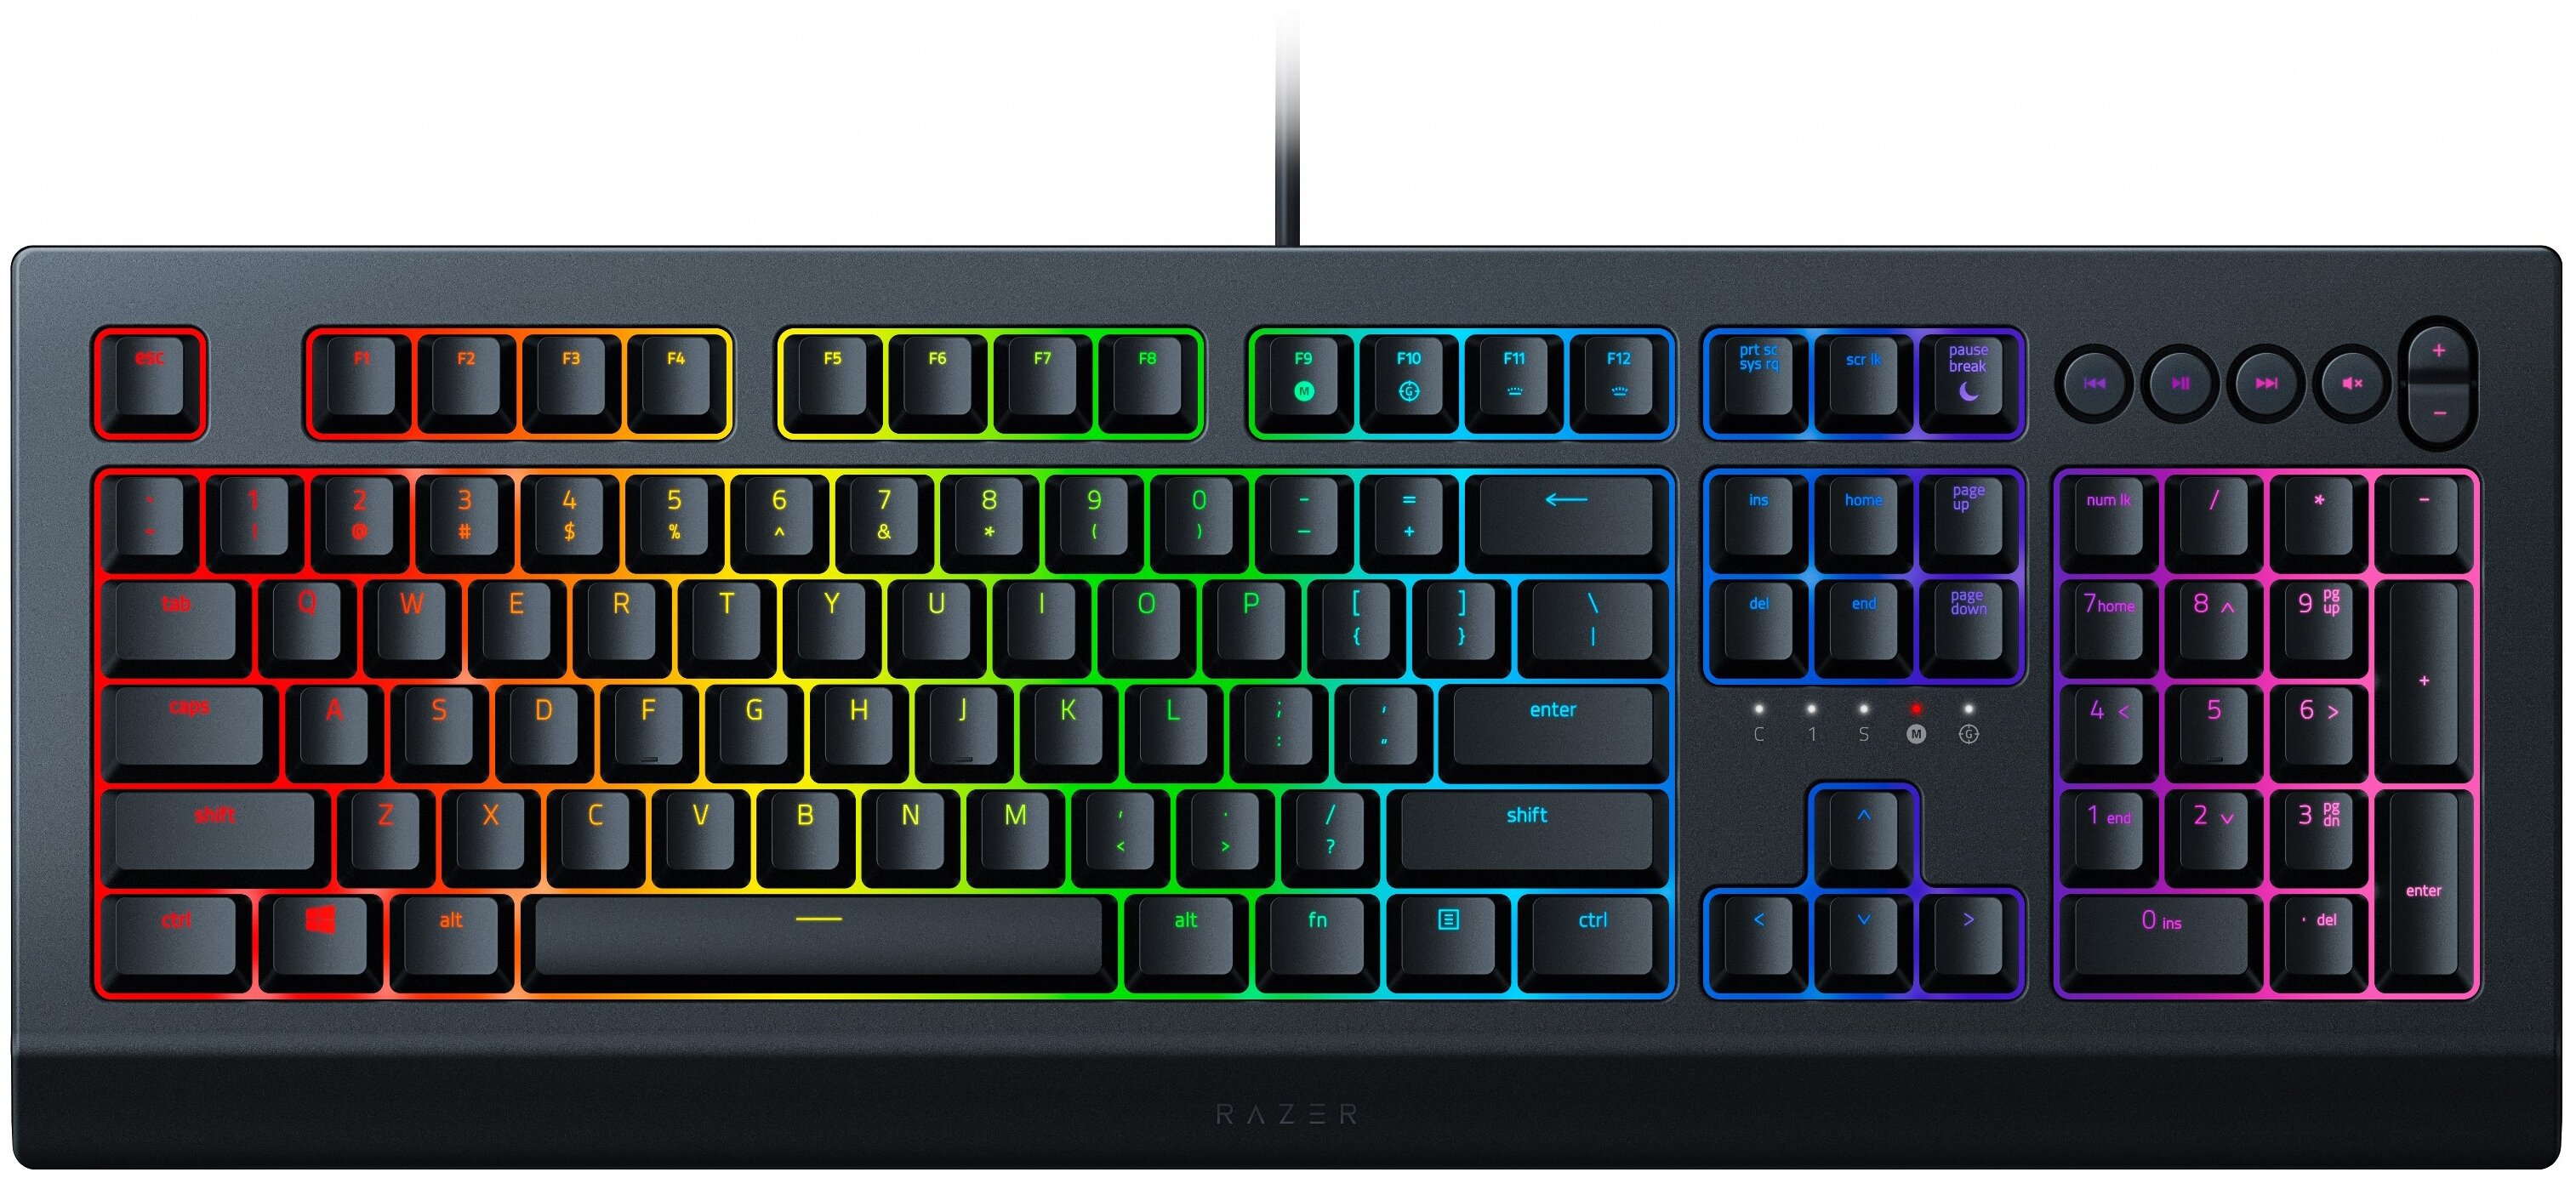 esc F1 F2 F3 F4 F5 F6 F7 F8 F9 F10 F11 F12 prt sc scr lk pause +
M G sys rq break -
~ 1 2 3 4 5 6 7 8 9 0 - = ins home page up num lk / * -
! @ # $ % ^ & * ( ) _ +
tab Q W E R T Y U I O P [ ] \ del end page down 7 home 8 ^ 9 pg up +
{ } |
caps A S D F G H J K L ; ' enter 4 < 5 6 >
: "
C 1 S M G
shift Z X C V B N M , . / shift ^ 1 end 2 v 3 pg dn enter
< > ?
ctrl alt alt fn ctrl < v > 0 ins . del
RAZER